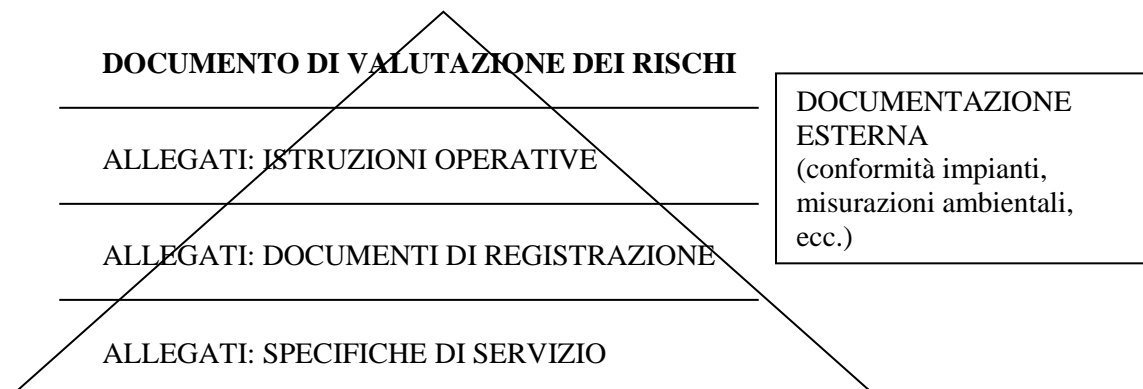 DOCUMENTO DI VALUTAZIONE DEI RISCHI
ALLEGATI: ISTRUZIONI OPERATIVE
ALLEGATI: DOCUMENTI DI REGISTRAZIONE
ALLEGATI: SPECIFICHE DI SERVIZIO
DOCUMENTAZIONE
ESTERNA
(conformità impianti,
misurazioni ambientali,
ecc.)